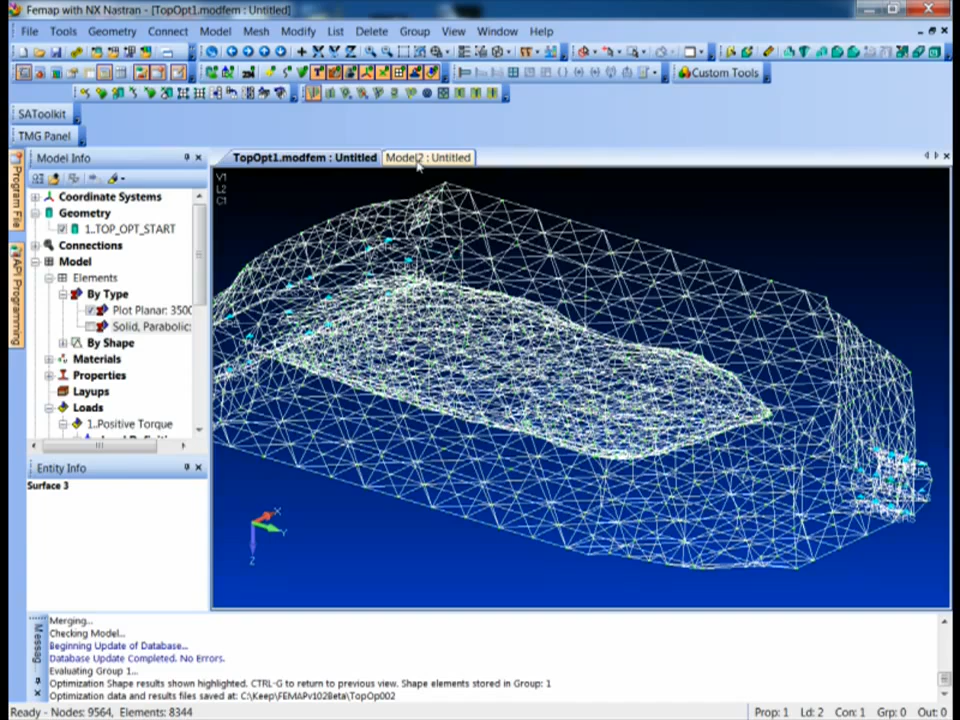 Femap with NX Nastran - [TopOpt1.modfem : Untitled]
File Tools Geometry Connect Model Mesh Modify List Delete Group View Window Help
Custom Tools
SAToolkit
TMG Panel
Model Info
TopOpt1.modfem : Untitled
Model2 : Untitled
Program File
API Programming
Coordinate Systems
Geometry
1..TOP_OPT_START
Connections
Model
Elements
By Type
Plot Planar: 3500
Solid, Parabolic:
By Shape
Materials
Properties
Layups
Loads
1..Positive Torque
Entity Info
Surface 3
V1
L2
C1
X
Y
Z
Messag
Merging...
Checking Model...
Beginning Update of Database...
Database Update Completed. No Errors.
Evaluating Group 1...
Optimization Shape results shown highlighted. CTRL-G to return to previous view. Shape elements stored in Group: 1
Optimization data and results files saved at: C:\Keep\FEMAPv102Beta\TopOp002
Ready - Nodes: 9564, Elements: 8344
Prop: 1 Ld: 2 Con: 1 Grp: 0 Out: 0